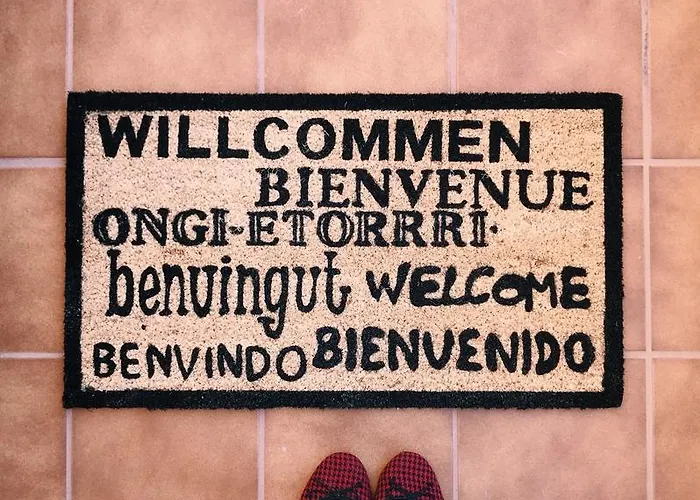 WILLCOMMEN
BIENVENUE
ONGI-ETORRRI·
benvingut WELCOME
BENVINDO BIENVENIDO